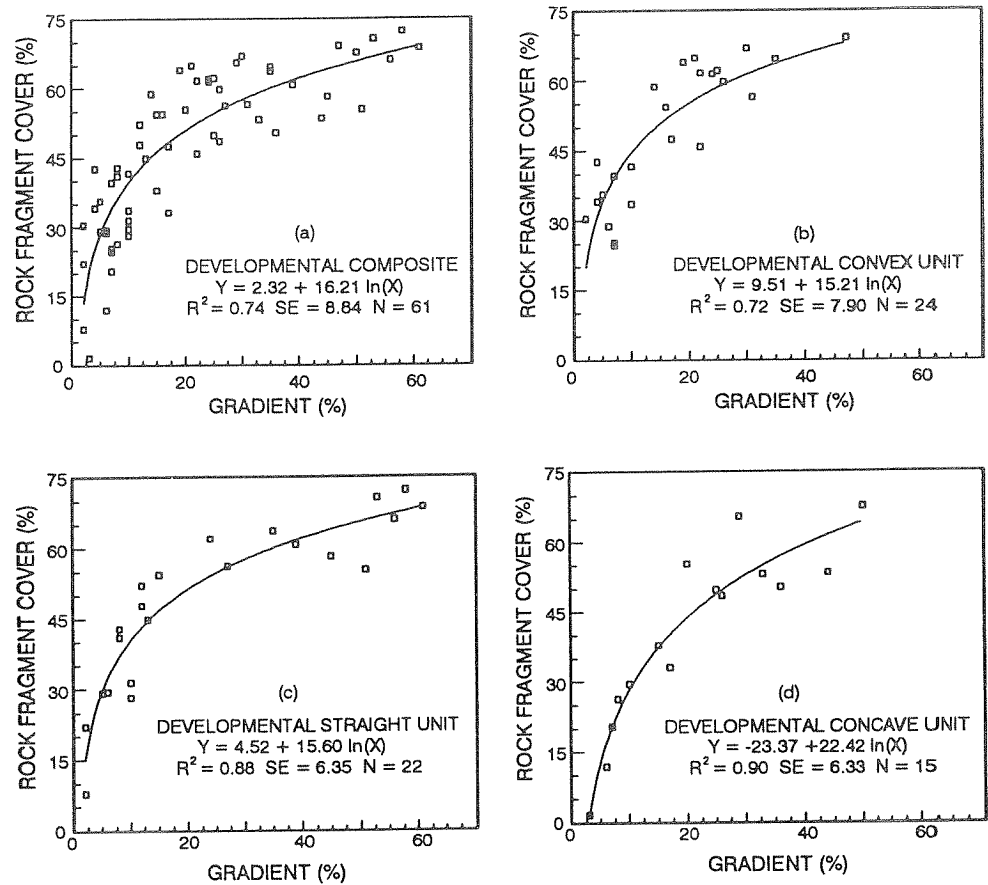 75
60
45
30
15
0
ROCK FRAGMENT COVER (%)
(a)
DEVELOPMENTAL COMPOSITE
Y = 2.32 + 16.21 ln(X)
R² = 0.74 SE = 8.84 N = 61
0 20 40 60
GRADIENT (%)
75
60
45
30
15
0
ROCK FRAGMENT COVER (%)
(b)
DEVELOPMENTAL CONVEX UNIT
Y = 9.51 + 15.21 ln(X)
R² = 0.72 SE = 7.90 N = 24
0 20 40 60
GRADIENT (%)
75
60
45
30
15
0
ROCK FRAGMENT COVER (%)
(c)
DEVELOPMENTAL STRAIGHT UNIT
Y = 4.52 + 15.60 ln(X)
R² = 0.88 SE = 6.35 N = 22
0 20 40 60
GRADIENT (%)
75
60
45
30
15
0
ROCK FRAGMENT COVER (%)
(d)
DEVELOPMENTAL CONCAVE UNIT
Y = -23.37 +22.42 ln(X)
R² = 0.90 SE = 6.33 N = 15
0 20 40 60
GRADIENT (%)